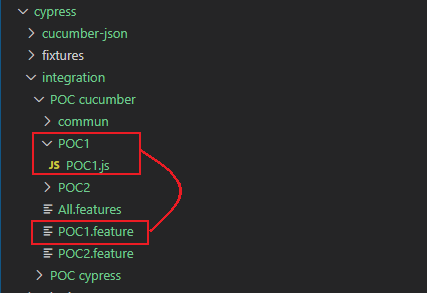 cypress
cucumber-json
fixtures
integration
POC cucumber
commun
POC1
JS POC1.js
POC2
All.features
POC1.feature
POC2.feature
POC cypress